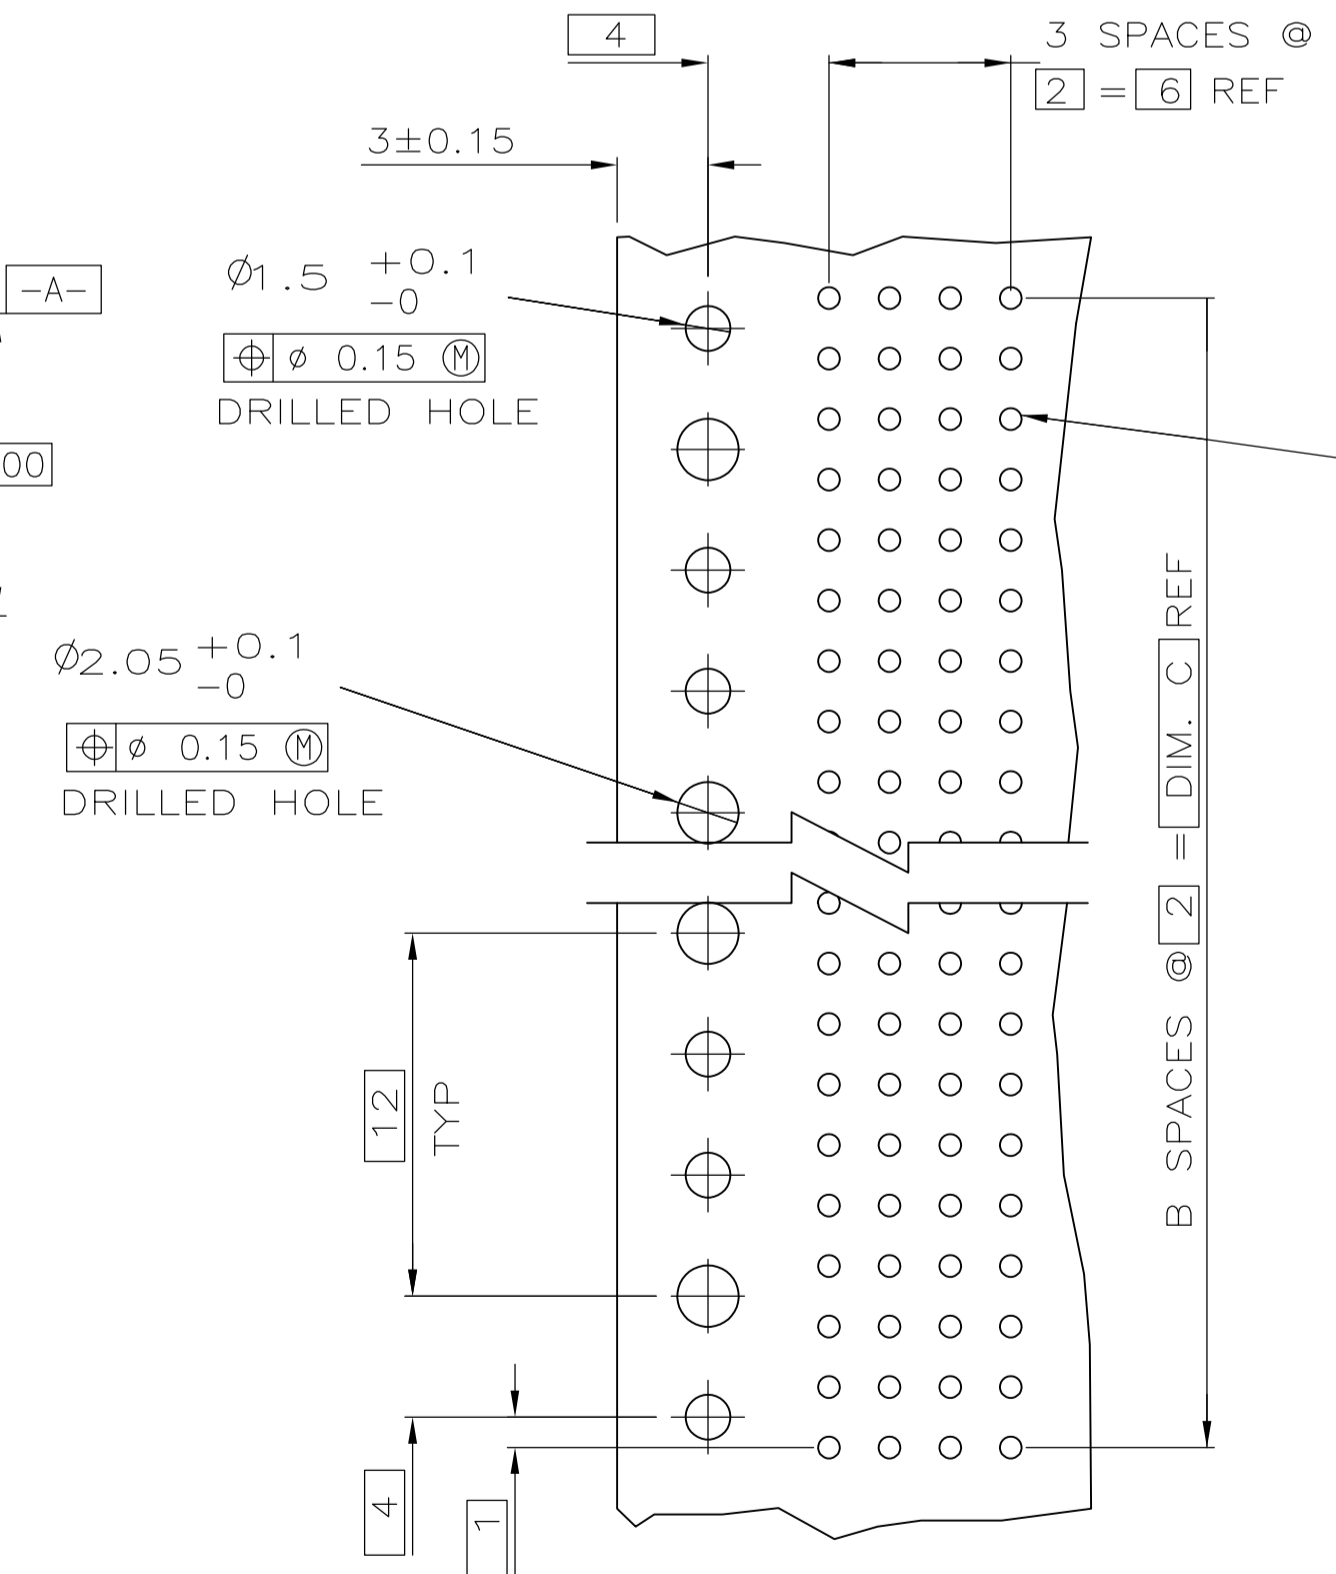 4
3 SPACES @
2 = 6 REF
3±0.15
-A-
Ø1.5 +0.1
-0
⌖ ø 0.15 Ⓜ
DRILLED HOLE
00
Ø2.05 +0.1
-0
⌖ ø 0.15 Ⓜ
DRILLED HOLE
B SPACES @ 2 = DIM. C REF
12
TYP
4
1